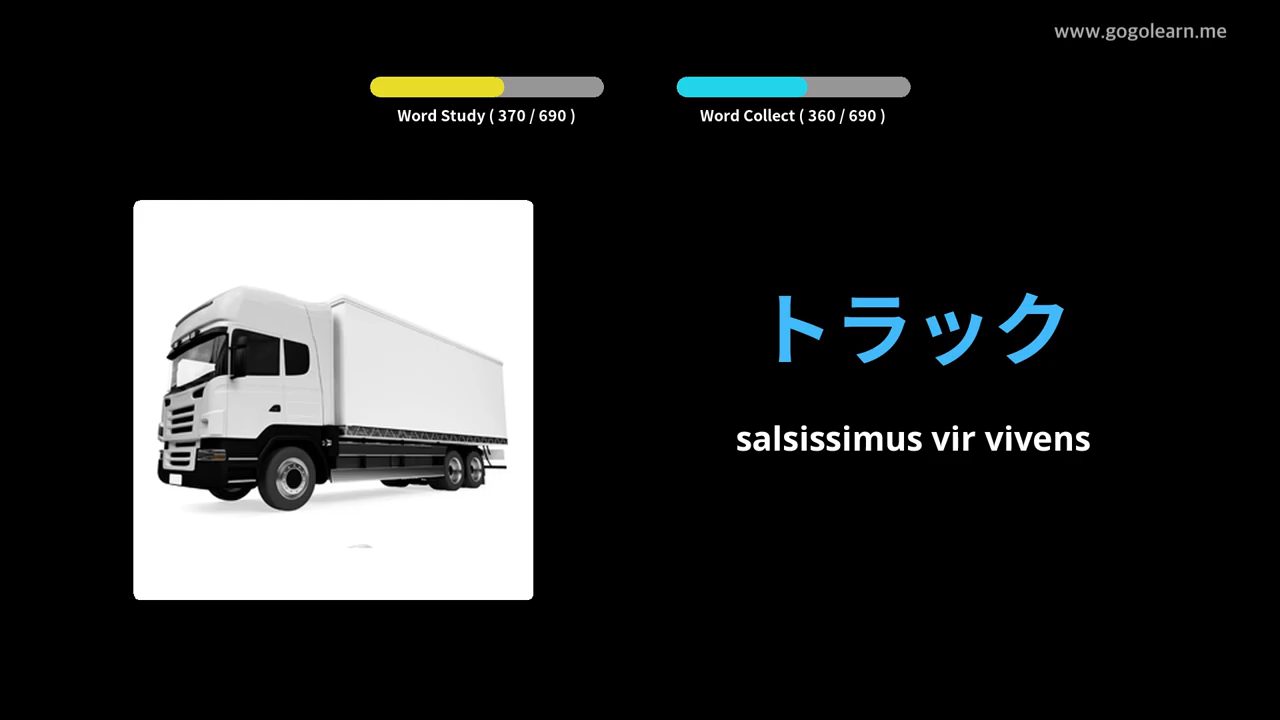 www.gogolearn.me
Word Study ( 370 / 690 )
Word Collect ( 360 / 690 )
トラック
salsissimus vir vivens